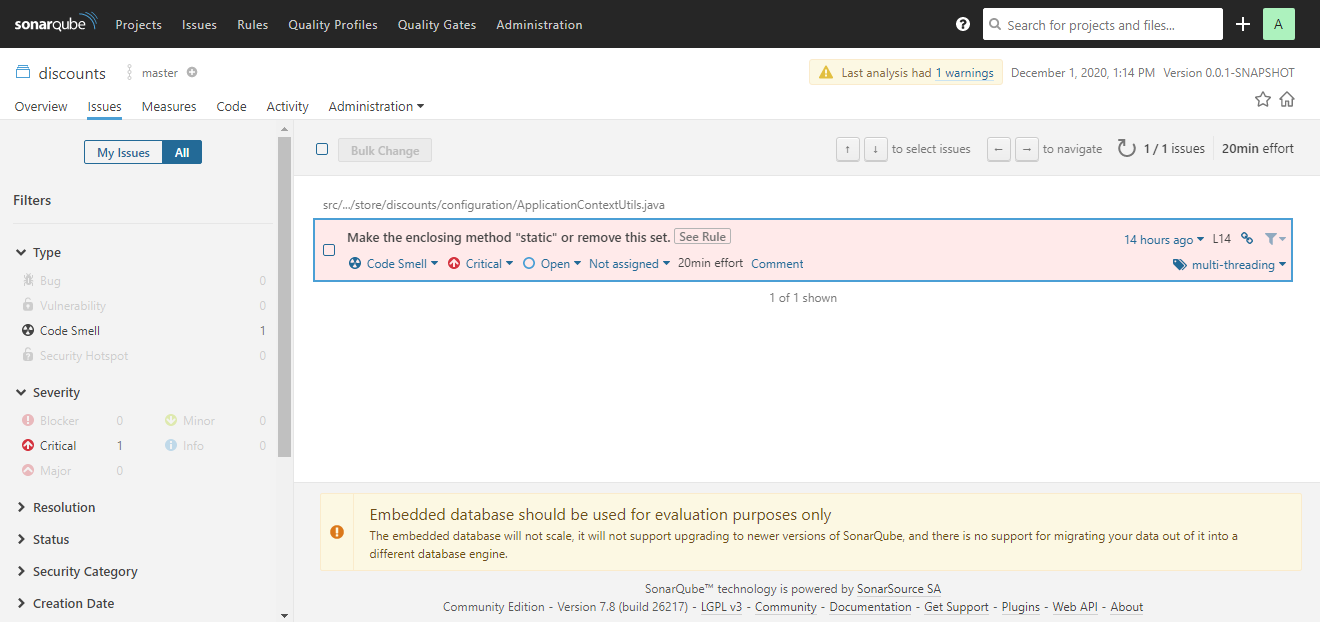 sonarqube Projects Issues Rules Quality Profiles Quality Gates Administration ? Search for projects and files... A
discounts master Last analysis had 1 warnings December 1, 2020, 1:14 PM Version 0.0.1-SNAPSHOT
Overview Issues Measures Code Activity Administration
My Issues All
Bulk Change ↑ ↓ to select issues ← → to navigate 1 / 1 issues 20min effort
Filters
Type
Bug 0
Vulnerability 0
Code Smell 1
Security Hotspot 0
Severity
Blocker 0 Minor 0
Critical 1 Info 0
Major 0
Resolution
Status
Security Category
Creation Date
src/.../store/discounts/configuration/ApplicationContextUtils.java
Make the enclosing method "static" or remove this set. See Rule 14 hours ago L14
Code Smell Critical Open Not assigned 20min effort Comment multi-threading
1 of 1 shown
Embedded database should be used for evaluation purposes only
The embedded database will not scale, it will not support upgrading to newer versions of SonarQube, and there is no support for migrating your data out of it into a
different database engine.
SonarQube™ technology is powered by SonarSource SA
Community Edition - Version 7.8 (build 26217) - LGPL v3 - Community - Documentation - Get Support - Plugins - Web API - About